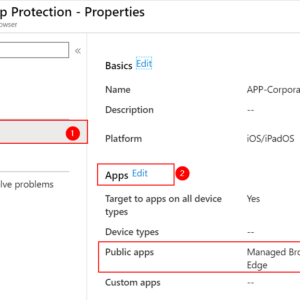 p Protection - Properties
owser
«
Basics Edit
Name APP-Corpora
Description --
Platform iOS/iPadOS
1
lve problems
Apps Edit 2
Target to apps on all device Yes
types
Device types --
Public apps Managed Bro
Edge
Custom apps --